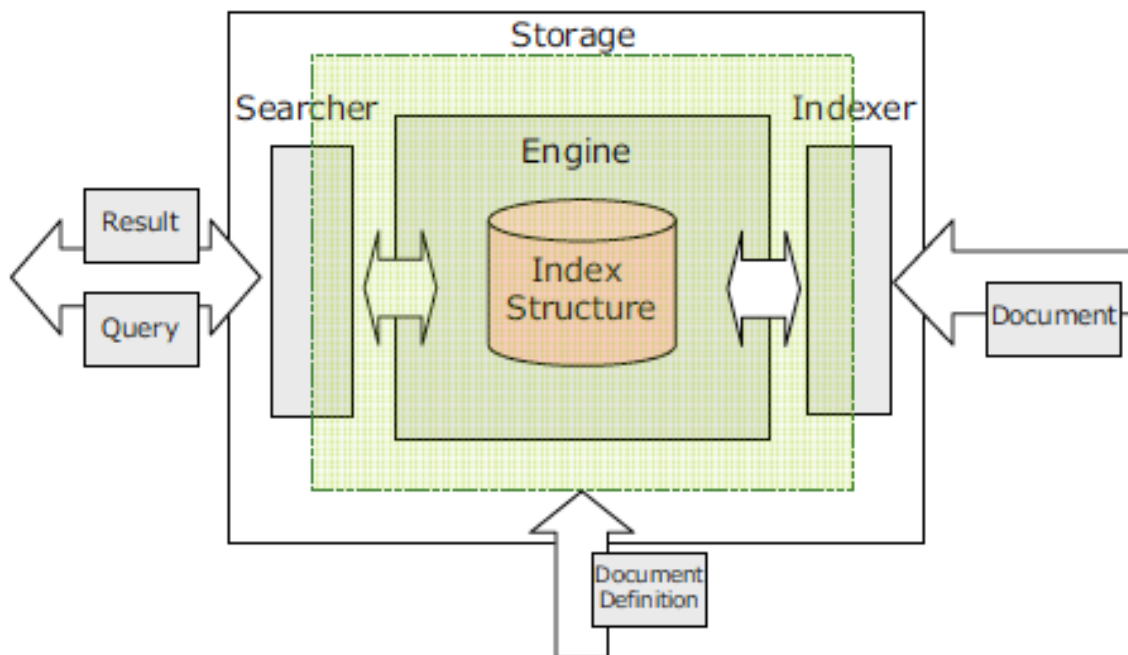 Storage
Searcher
Indexer
Engine
Result
Index
Structure
Query
Document
Document
Definition